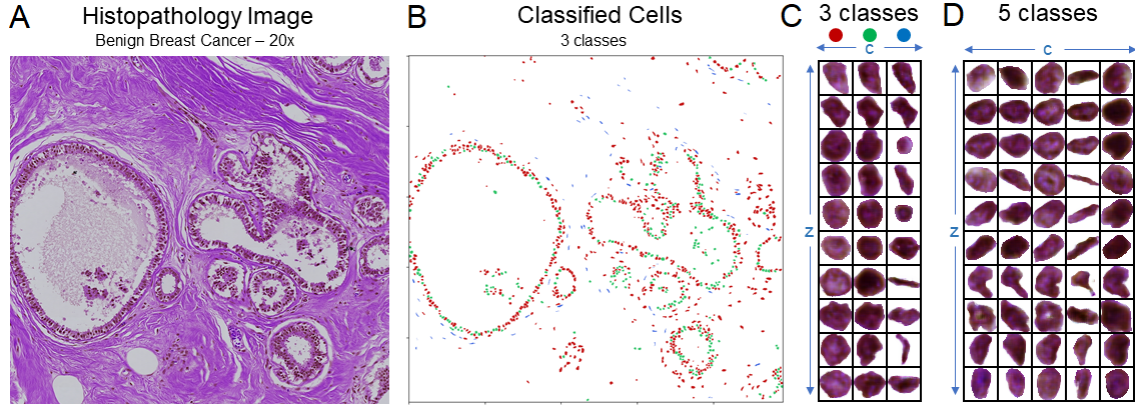 A Histopathology Image
Benign Breast Cancer – 20x
B Classified Cells
3 classes
C 3 classes
c
z
D 5 classes
c
z